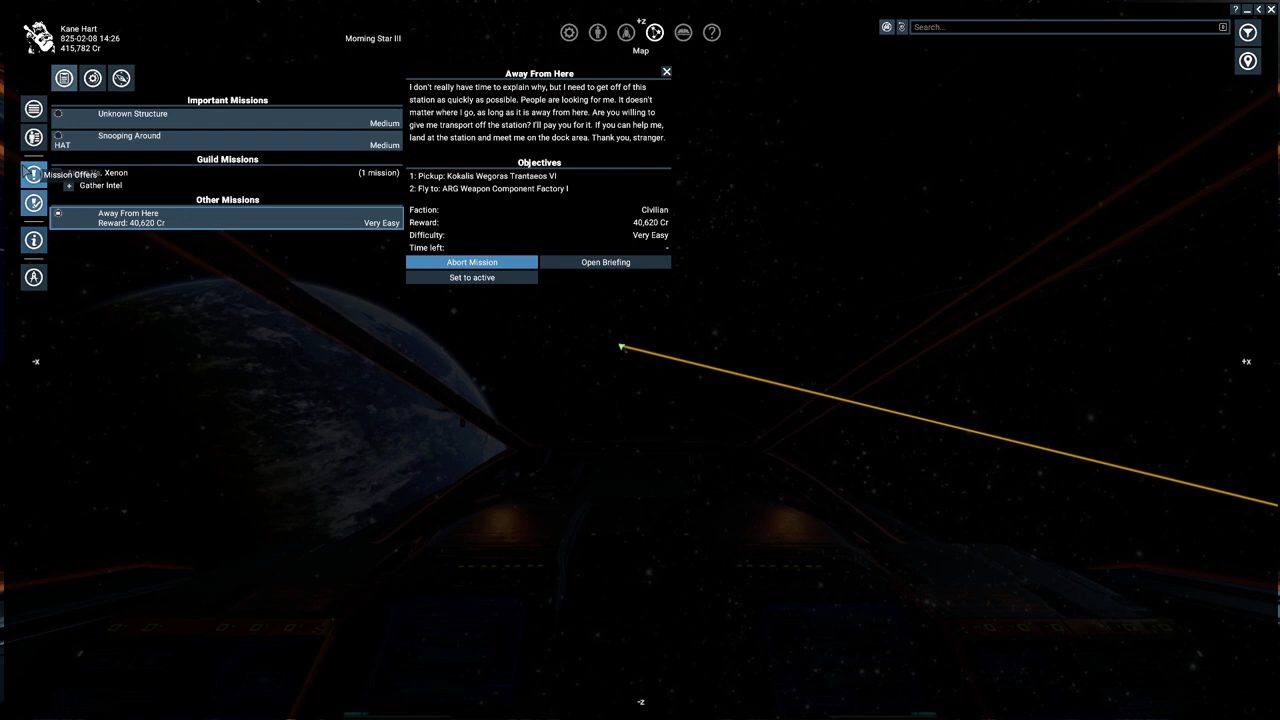 Kane Hart
825-02-08 14:26
415,782 Cr
Morning Star III
+z
Map
Search...
?
Important Missions
Unknown Structure
Medium
Snooping Around
HAT
Medium
Guild Missions
Xenon
(1 mission)
Mission Offers
+ Gather Intel
Other Missions
Away From Here
Reward: 40,620 Cr
Very Easy
Away From Here
I don't really have time to explain why, but I need to get off of this
station as quickly as possible. People are looking for me. It doesn't
matter where I go, as long as it is away from here. Are you willing to
give me transport off the station? I'll pay you for it. If you can help me,
land at the station and meet me on the dock area. Thank you, stranger.
Objectives
1: Pickup: Kokalis Wegoras Trantaeos VI
2: Fly to: ARG Weapon Component Factory I
Faction: Civilian
Reward: 40,620 Cr
Difficulty: Very Easy
Time left: -
Abort Mission
Open Briefing
Set to active
-x
+x
-z